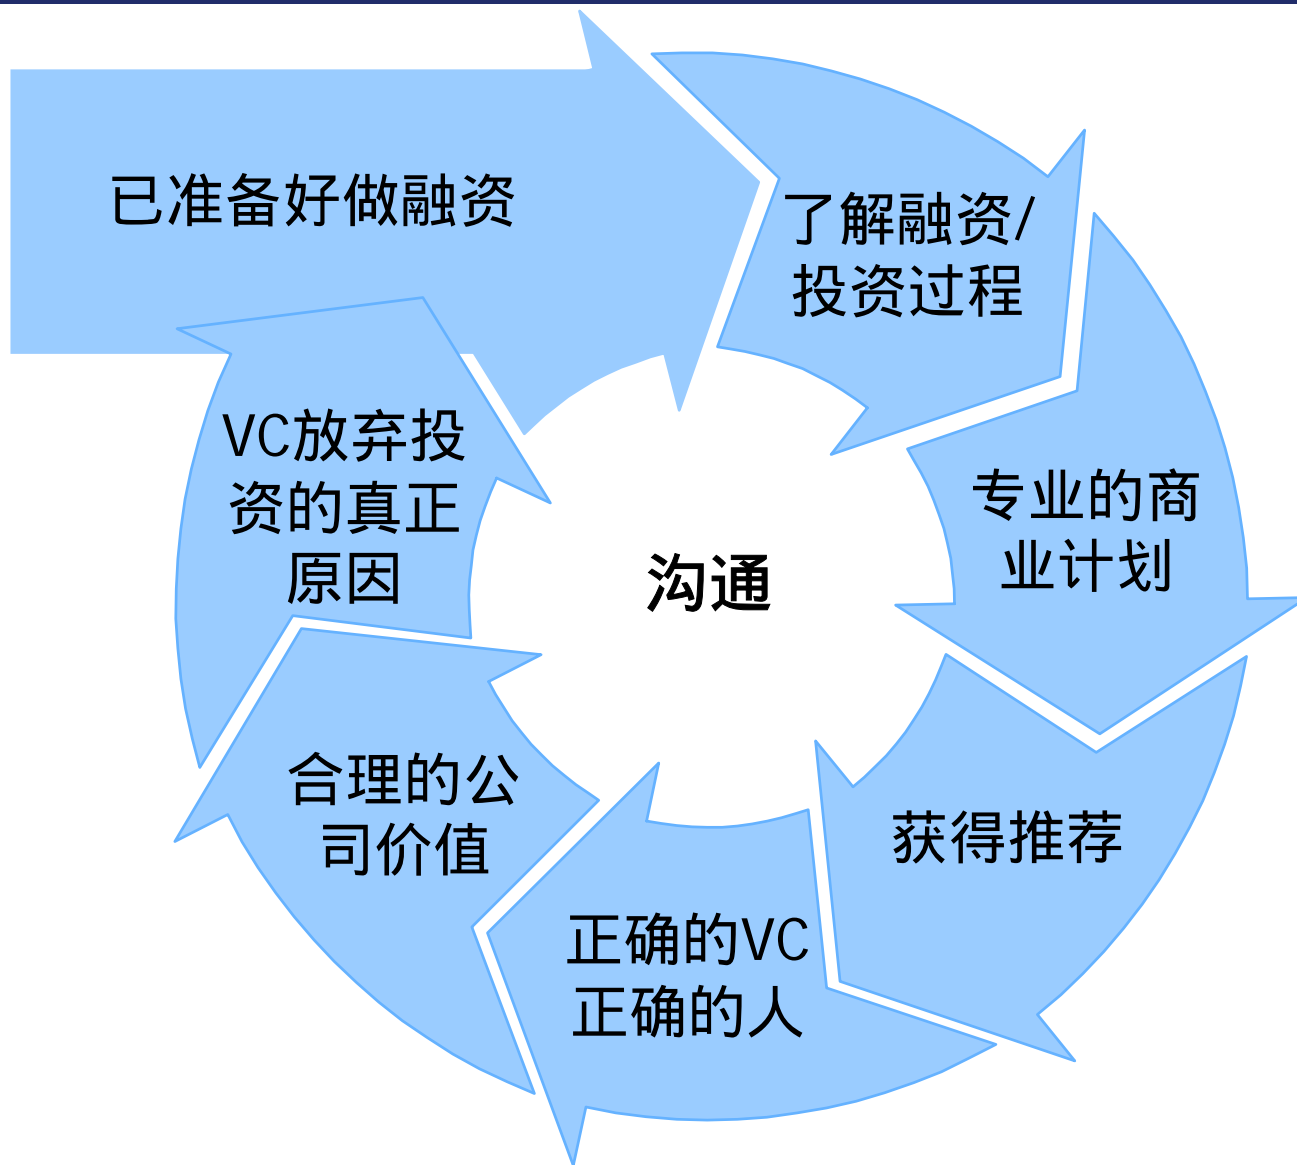 已准备好做融资
了解融资/
投资过程
专业的商
业计划
获得推荐
正确的VC
正确的人
合理的公
司价值
VC放弃投
资的真正
原因
沟通